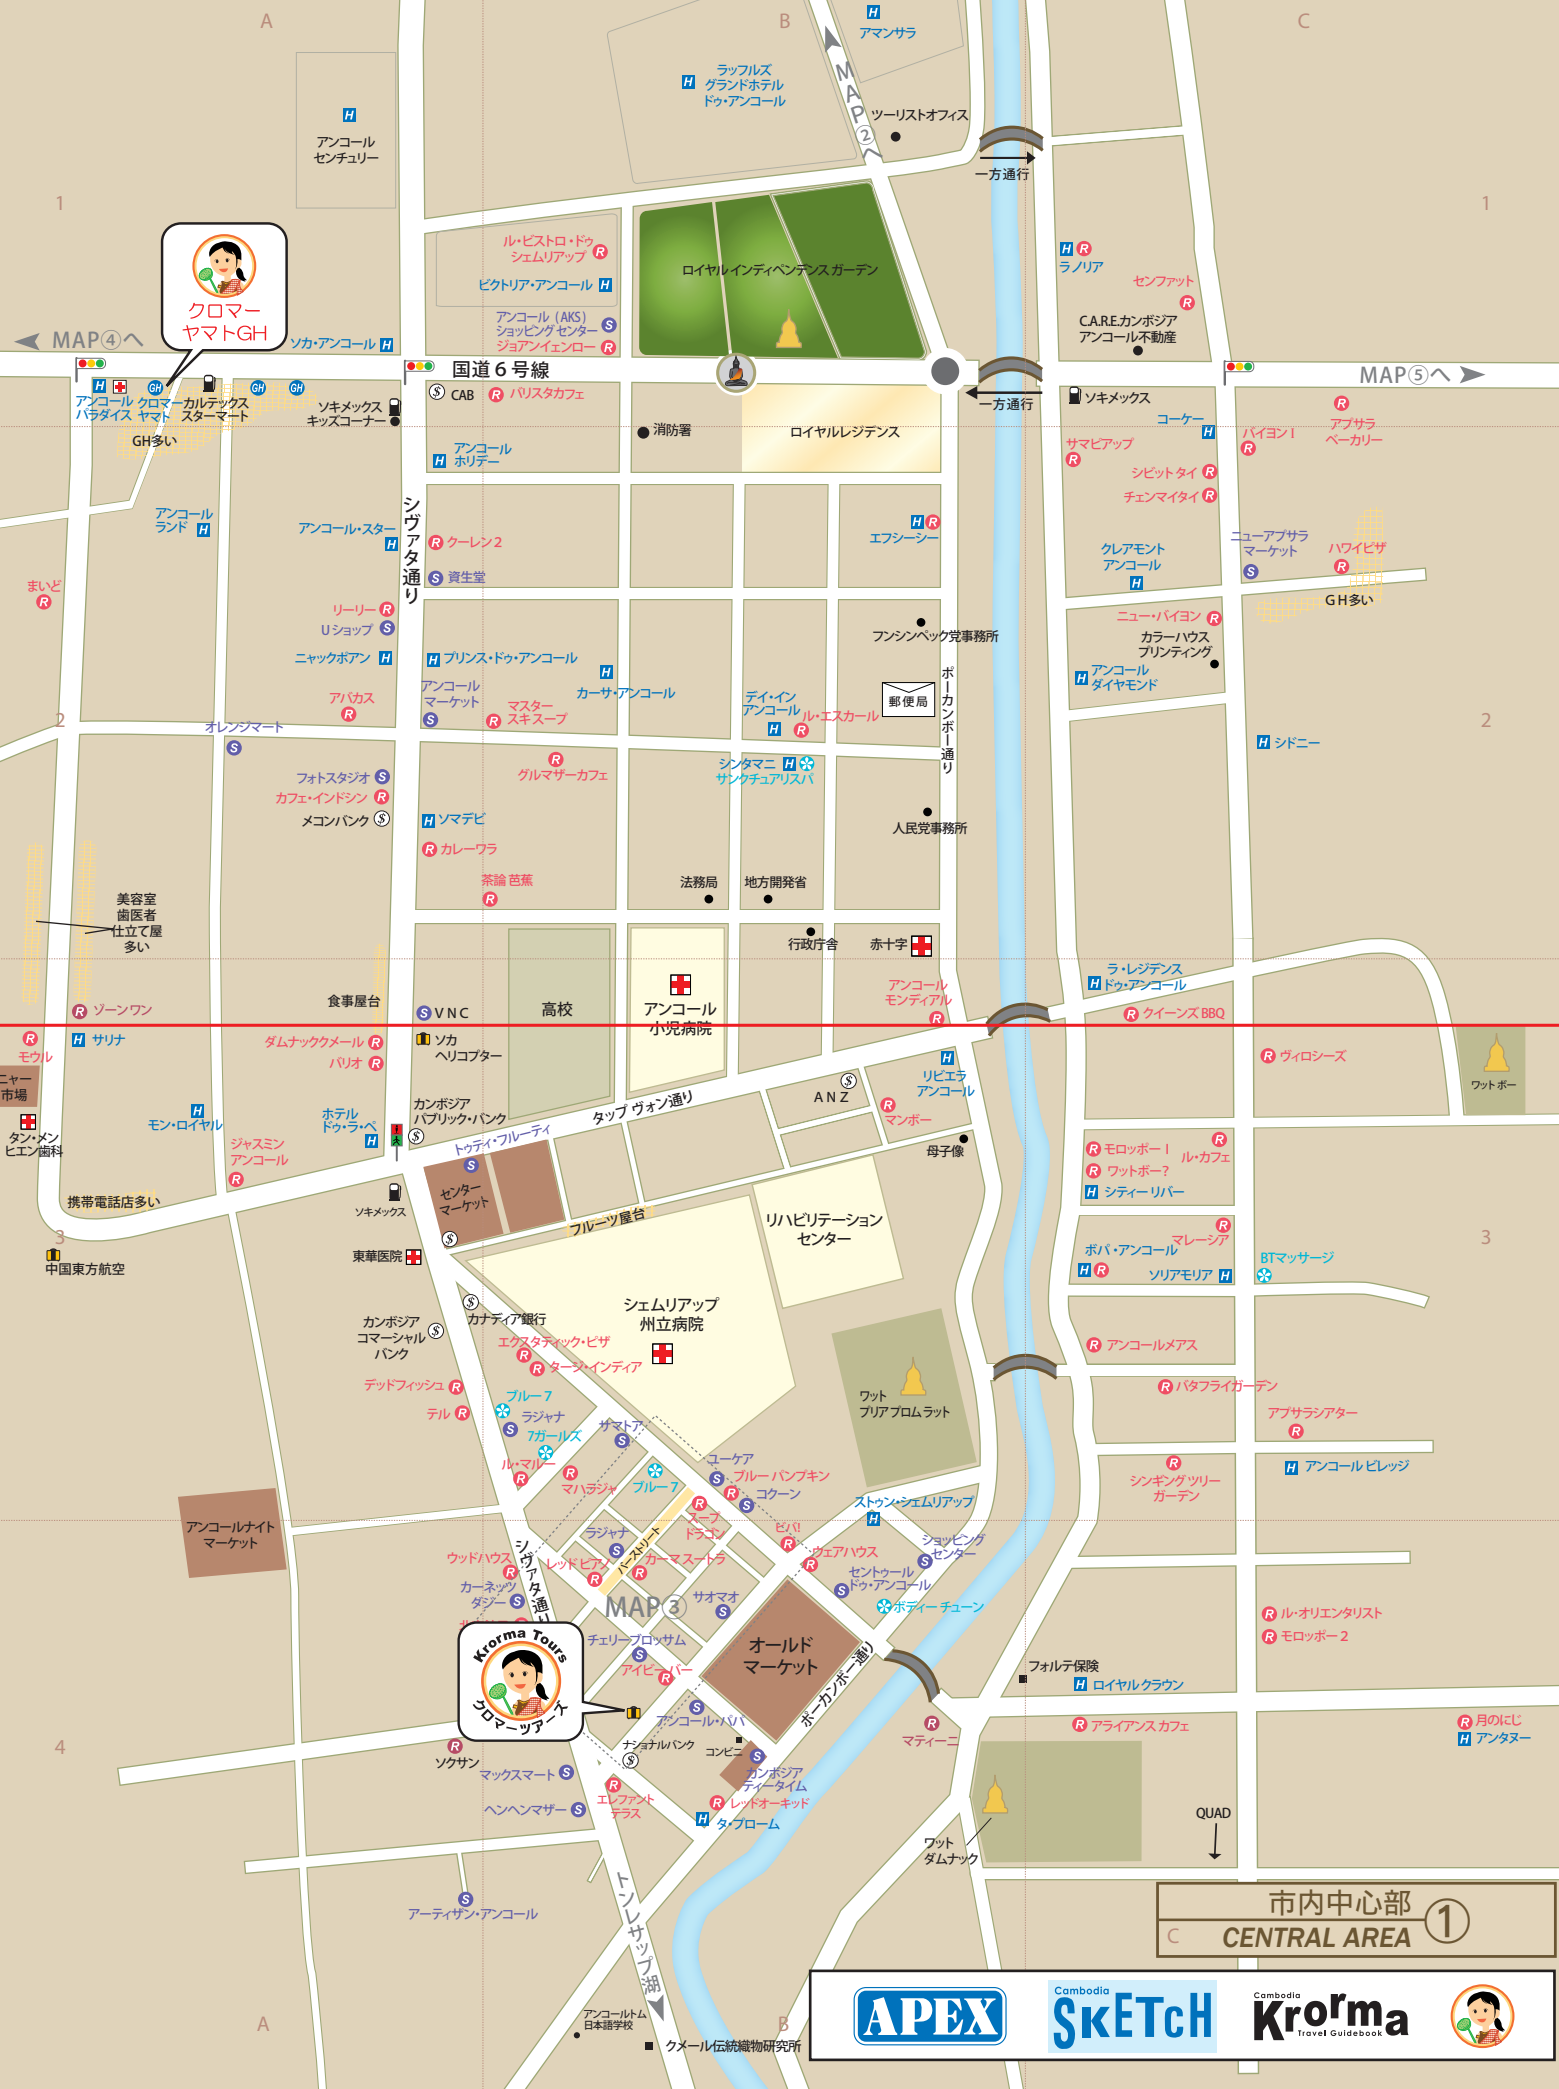 A
B
C
アマンサラ
ラッフルズ
グランドホテル
ドゥ・アンコール
MAP②へ
ツーリストオフィス
アンコール
センチュリー
一方通行
1
1
クロマー
ヤマトGH
ル・ビストロ・ドゥ
シェムリアップ
ビクトリア・アンコール
アンコール (AKS)
ショッピングセンター
ジョアンイェンロー
ロイヤル インディペンデンス ガーデン
ラノリア
センファット
C.A.R.E.カンボジア
アンコール不動産
MAP④へ
ソカ・アンコール
国道６号線
MAP⑤へ
アンコール
パラダイス
クロマー
ヤマト
カルテックス
スターマート
GH多い
ソキメックス
キッズコーナー
CAB
バリスタカフェ
消防署
ロイヤルレジデンス
一方通行
ソキメックス
コーケー
サマピアップ
バイヨン I
アプサラ
ベーカリー
シビット タイ
チェンマイタイ
アンコール
ホリデー
アンコール
ランド
アンコール・スター
シヴァタ通り
クーレン２
資生堂
エフシーシー
クレアモント
アンコール
ニューアプサラ
マーケット
ハワイピザ
GH多い
まいど
リーリー
Uショップ
ニャックポアン
プリンス・ドゥ・アンコール
カーサ・アンコール
フンシンペック党事務所
ニュー・バイヨン
カラーハウス
プリンティング
アンコール
ダイヤモンド
アバカス
アンコール
マーケット
マスター
スキ スープ
デイ・イン
アンコール
ル・エスカール
郵便局
ポーカンボー通り
2
2
オレンジマート
シドニー
フォトスタジオ
カフェ・インドシン
メコンバンク
グルマザーカフェ
シンタマニ
サンクチュアリスパ
ソマデビ
カレーワラ
茶論 芭蕉
人民党事務所
法務局
地方開発省
行政庁舎
赤十字
美容室
歯医者
仕立て屋
多い
食事屋台
VNC
高校
アンコール
小児病院
アンコール
モンディアル
ラ・レジデンス
ドゥ・アンコール
クイーンズ BBQ
ゾーン ワン
モウル
サリナ
ダムナッククメール
バリオ
ソカ
ヘリコプター
ニャー
市場
タン・メン
ヒエン歯科
モン・ロイヤル
ホテル
ドゥ・ラ・ペ
カンボジア
パブリック・バンク
タップ ヴォン通り
ANZ
リビエラ
アンコール
マンボー
母子像
ヴィロシーズ
ワット ボー
ジャスミン
アンコール
トゥティ・フルーティ
センター
マーケット
フルーツ屋台
リハビリテーション
センター
モロッポー I
ワットボー？
ル・カフェ
シティー リバー
携帯電話店多い
ソキメックス
3
3
中国東方航空
東華医院
マレーシア
ボパ・アンコール
ソリアモリア
BTマッサージ
カンボジア
コマーシャル
バンク
カナディア銀行
シェムリアップ
州立病院
エクスタティック・ピザ
タージ・インディア
アンコールメアス
デッドフィッシュ
テル
ブルー７
ラジャナ
7ガールズ
サマトア
ワット
プリア プロム ラット
バタフライガーデン
アプサラシアター
ル・マルー
マハラジャ
ブルー７
ユーケア
ブルー パンプキン
コクーン
シンギング ツリー
ガーデン
アンコール ビレッジ
アンコールナイト
マーケット
シヴァタ通り
ラジャナ
バーストリート
スープ
ドラゴン
ビバ！
ストゥン・シェムリアップ
ウェアハウス
ショッピング
センター
ウッドハウス
レッド ピアノ
カーマ スートラ
カーネッツ
ダジー
サオマオ
セントゥール
ドゥ・アンコール
ボディー チューン
MAP③
チェリーブロッサム
アイビー バー
オールド
マーケット
ポーカンボー通り
ル・オリエンタリスト
モロッポー２
Krorma Tours
クロマーツアーズ
フォルテ保険
ロイヤル クラウン
アライアンス カフェ
月のにじ
アンタヌー
マティーニ
4
4
ソクサン
アンコール・パバ
ナショナルバンク
コンビニ
マックスマート
ヘンヘンマザー
エレファント
テラス
カンボジア
ティータイム
レッドオーキッド
タ・プローム
ワット
ダムナック
QUAD
トンレサップ湖
アーティザン・アンコール
アンコールトム
日本語学校
クメール伝統織物研究所
A
B
C
市内中心部
CENTRAL AREA
①
APEX
Cambodia
SKETCH
Cambodia
Krorma
Travel Guidebook